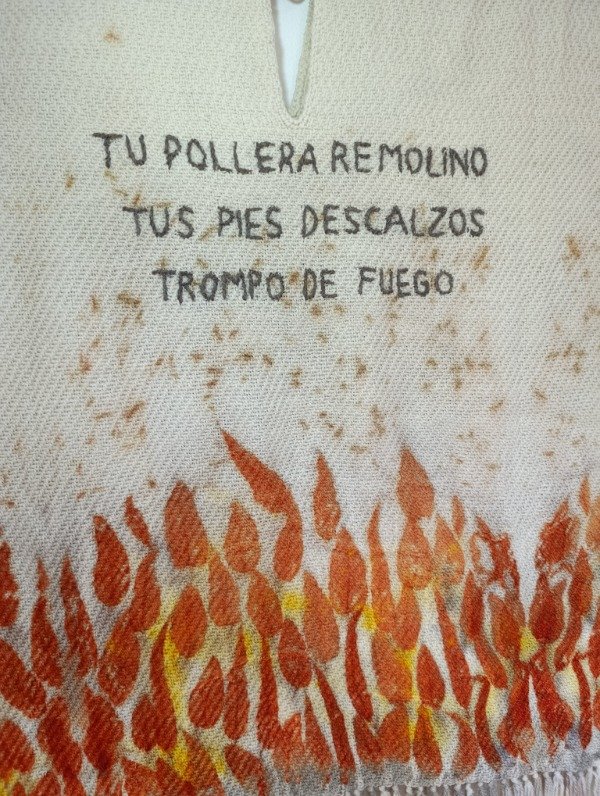 TU POLLERA REMOLINO
TUS PIES DESCALZOS
TROMPO DE FUEGO